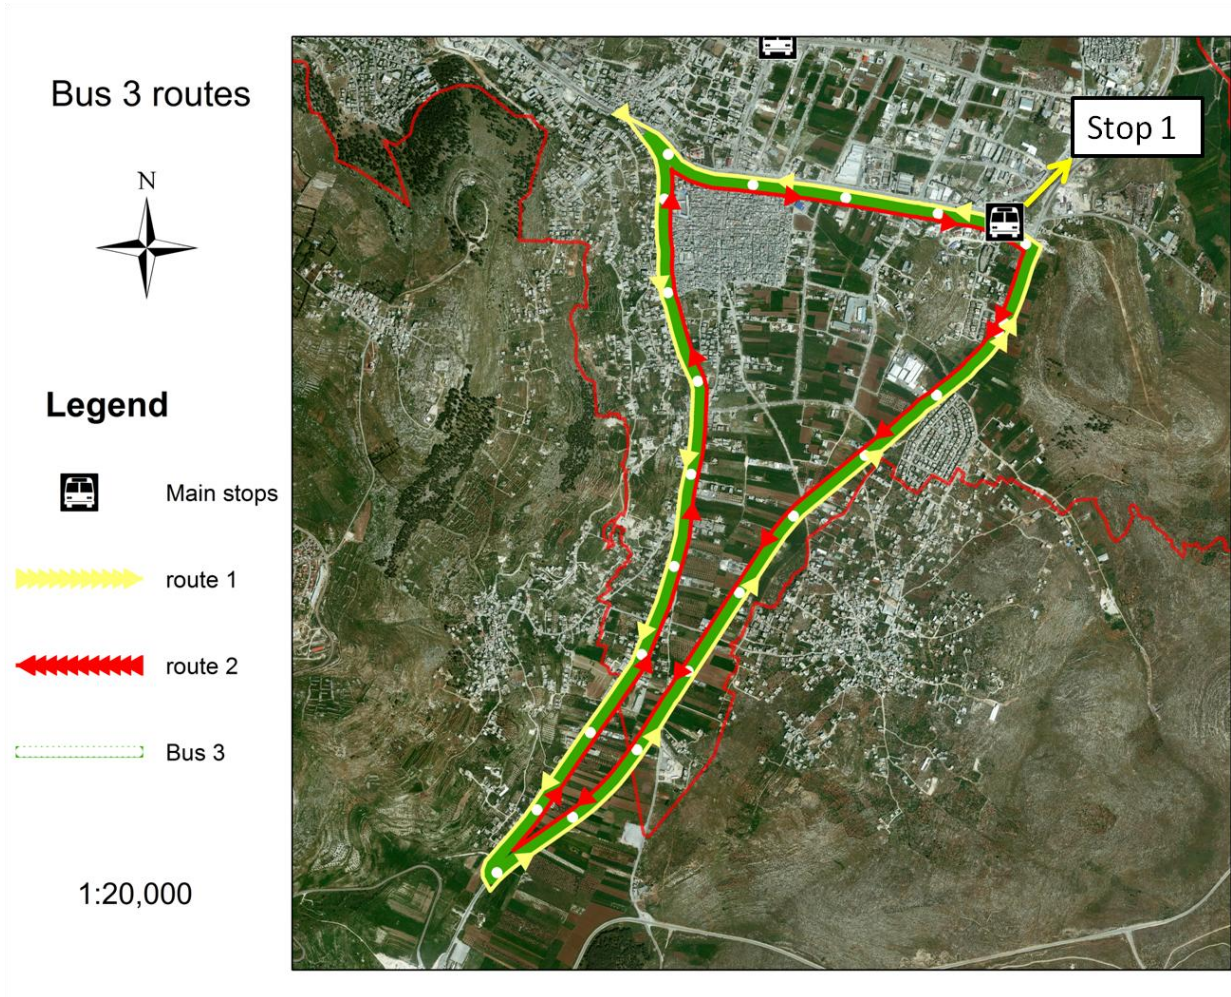 Bus 3 routes
N
Legend
Main stops
route 1
route 2
Bus 3
1:20,000
Stop 1